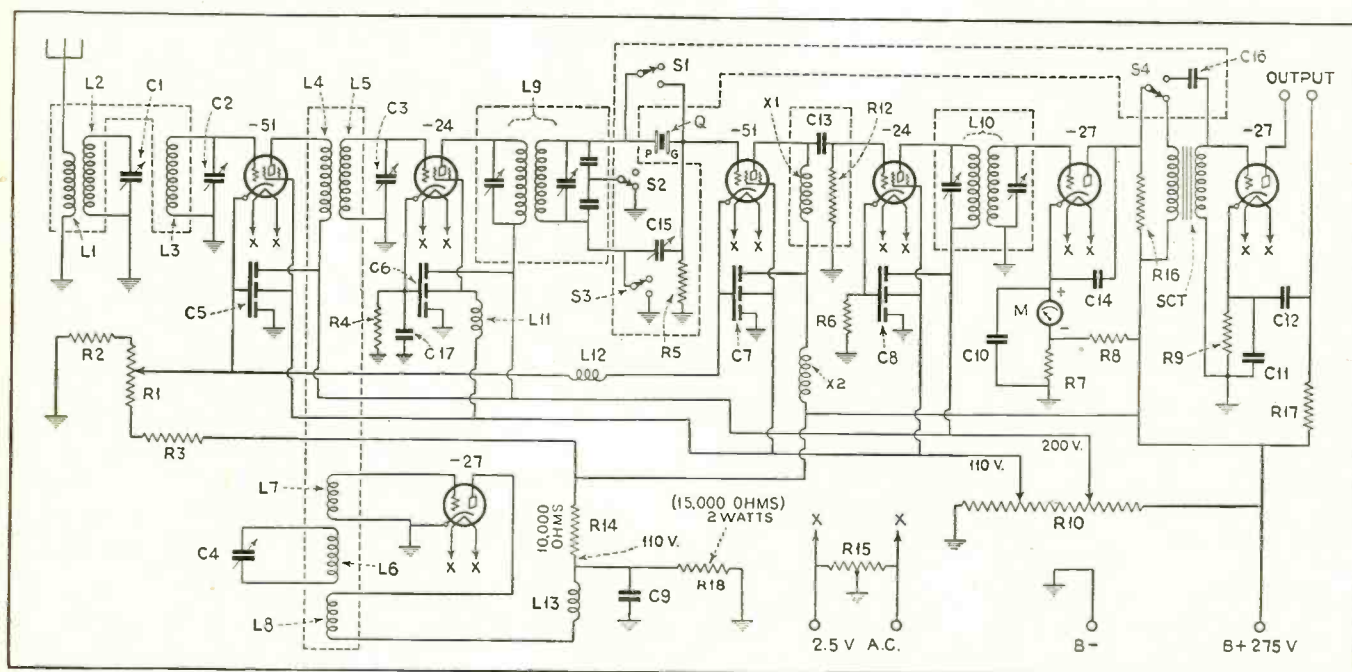 L2
C1
C2
L4
L5
C3
L9
S1
S4
C16
OUTPUT
-51
-24
Q
P
G
-51
X1
C13
R12
-24
L10
-27
-27
S2
C15
L1
L3
X X
X X
X X
X X
X X
X X
C5
C6
S3
R16
SCT
R4
C17
L11
R5
C7
R6
C8
M
+
−
C14
C10
R8
R7
R9
C12
C11
R17
R2
R1
L12
X2
R3
110 V.
200 V.
L7
-27
10,000 OHMS
R14
(15,000 OHMS)
2 WATTS
R10
C4
X X
110 V.
X
X
R15
L6
R18
L8
L13
C9
2.5 V A.C.
B-
B+ 275 V